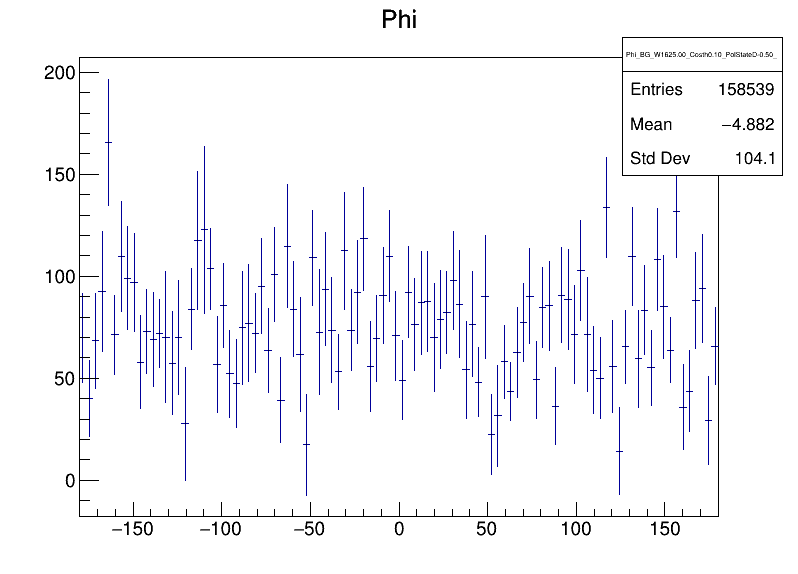 Phi
Phi_BG_W1625.00_Costh0.10_PolStateD-0.50_
Entries 158539
Mean −4.882
Std Dev 104.1
200
150
100
50
0
−150 −100 −50 0 50 100 150